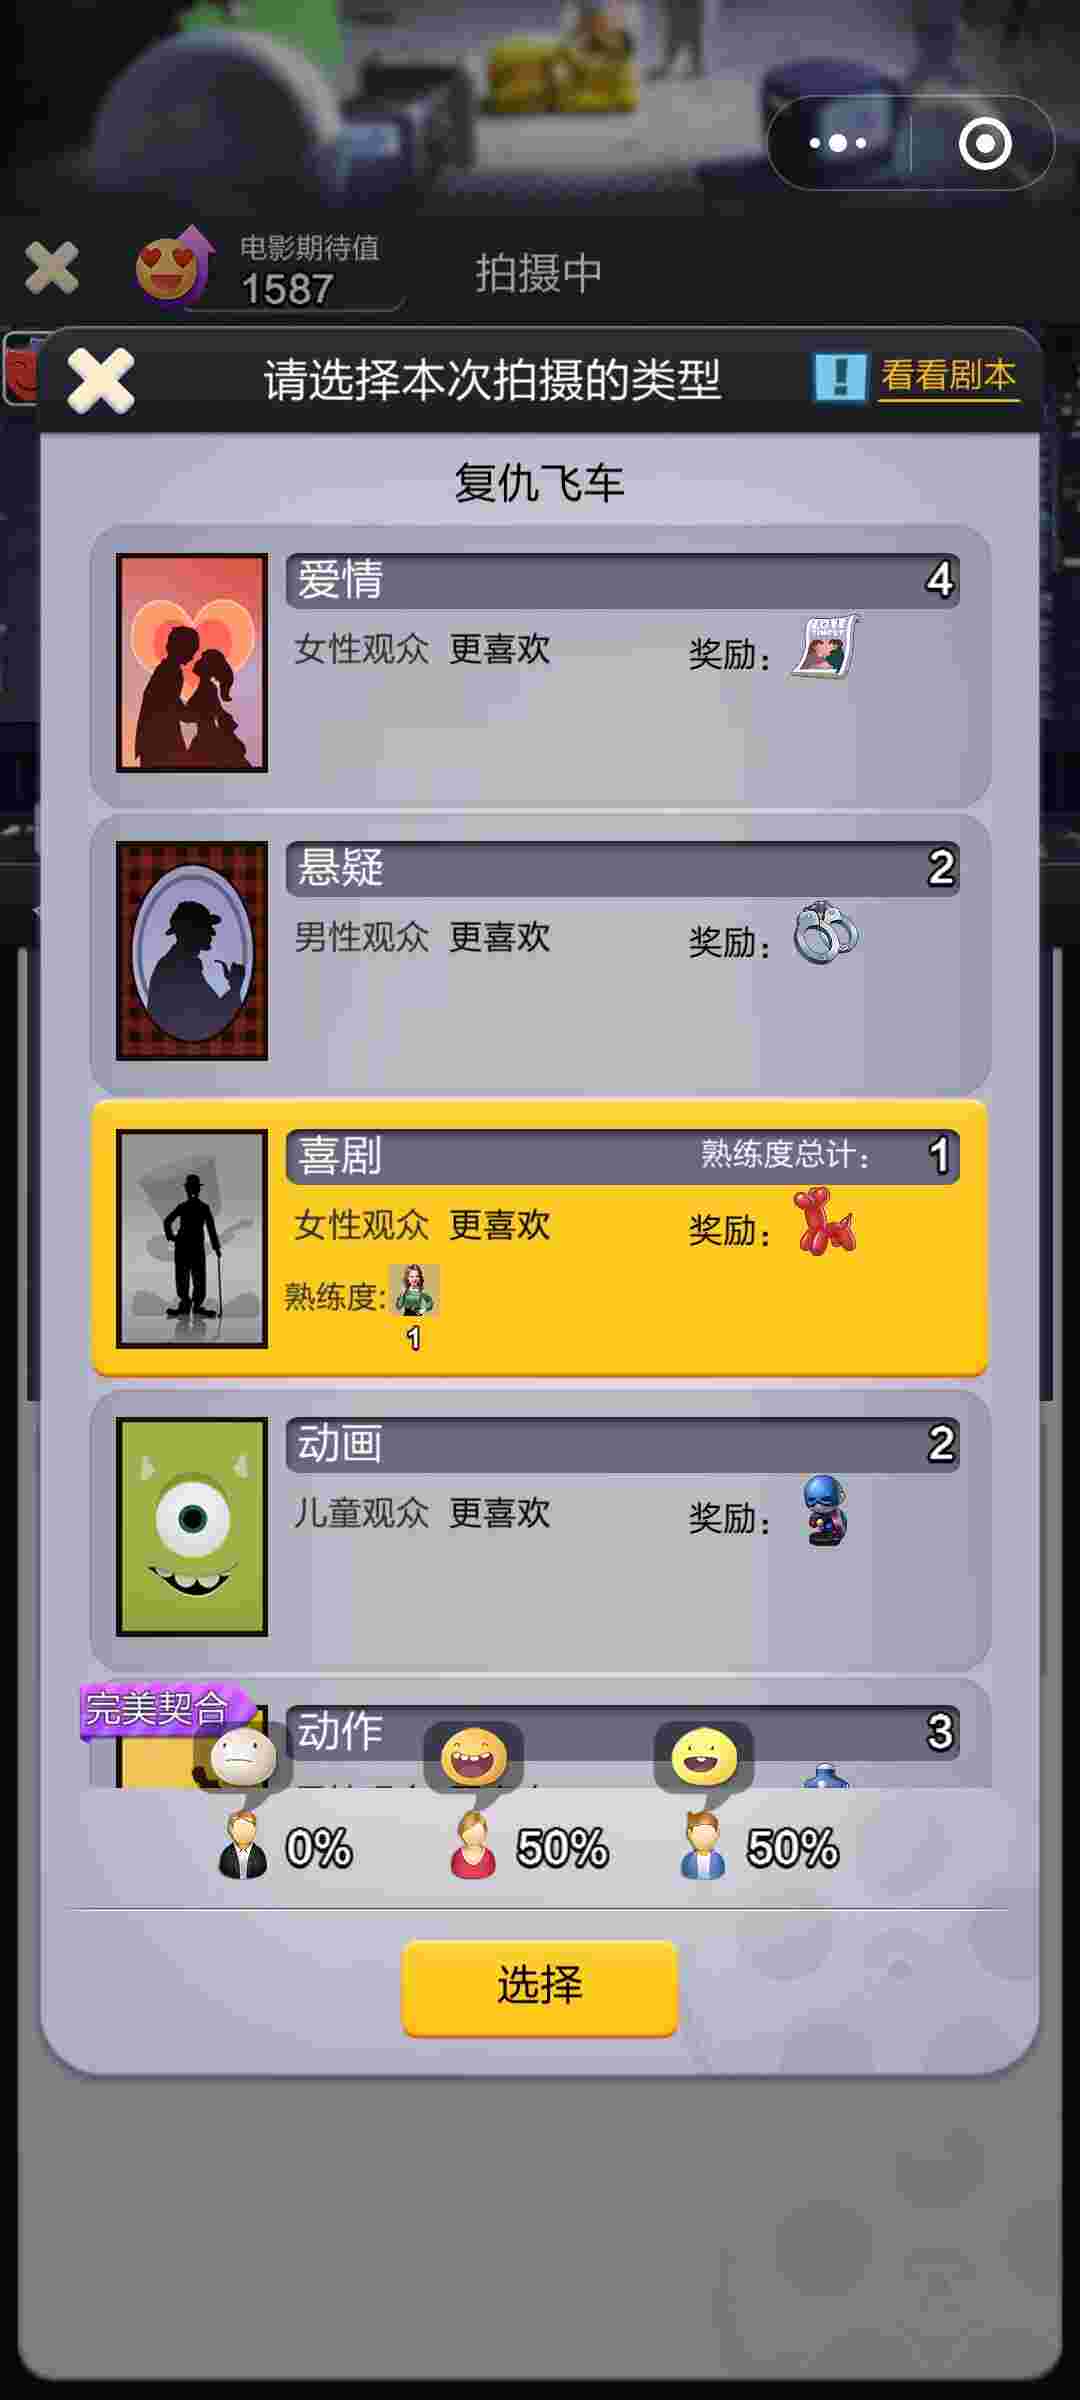 电影期待值
1587
拍摄中
请选择本次拍摄的类型
看看剧本
复仇飞车
爱情 4
女性观众 更喜欢 奖励：
悬疑 2
男性观众 更喜欢 奖励：
喜剧 熟练度总计： 1
女性观众 更喜欢 奖励：
熟练度:
1
动画 2
儿童观众 更喜欢 奖励：
完美契合
动作 3
0% 50% 50%
选择